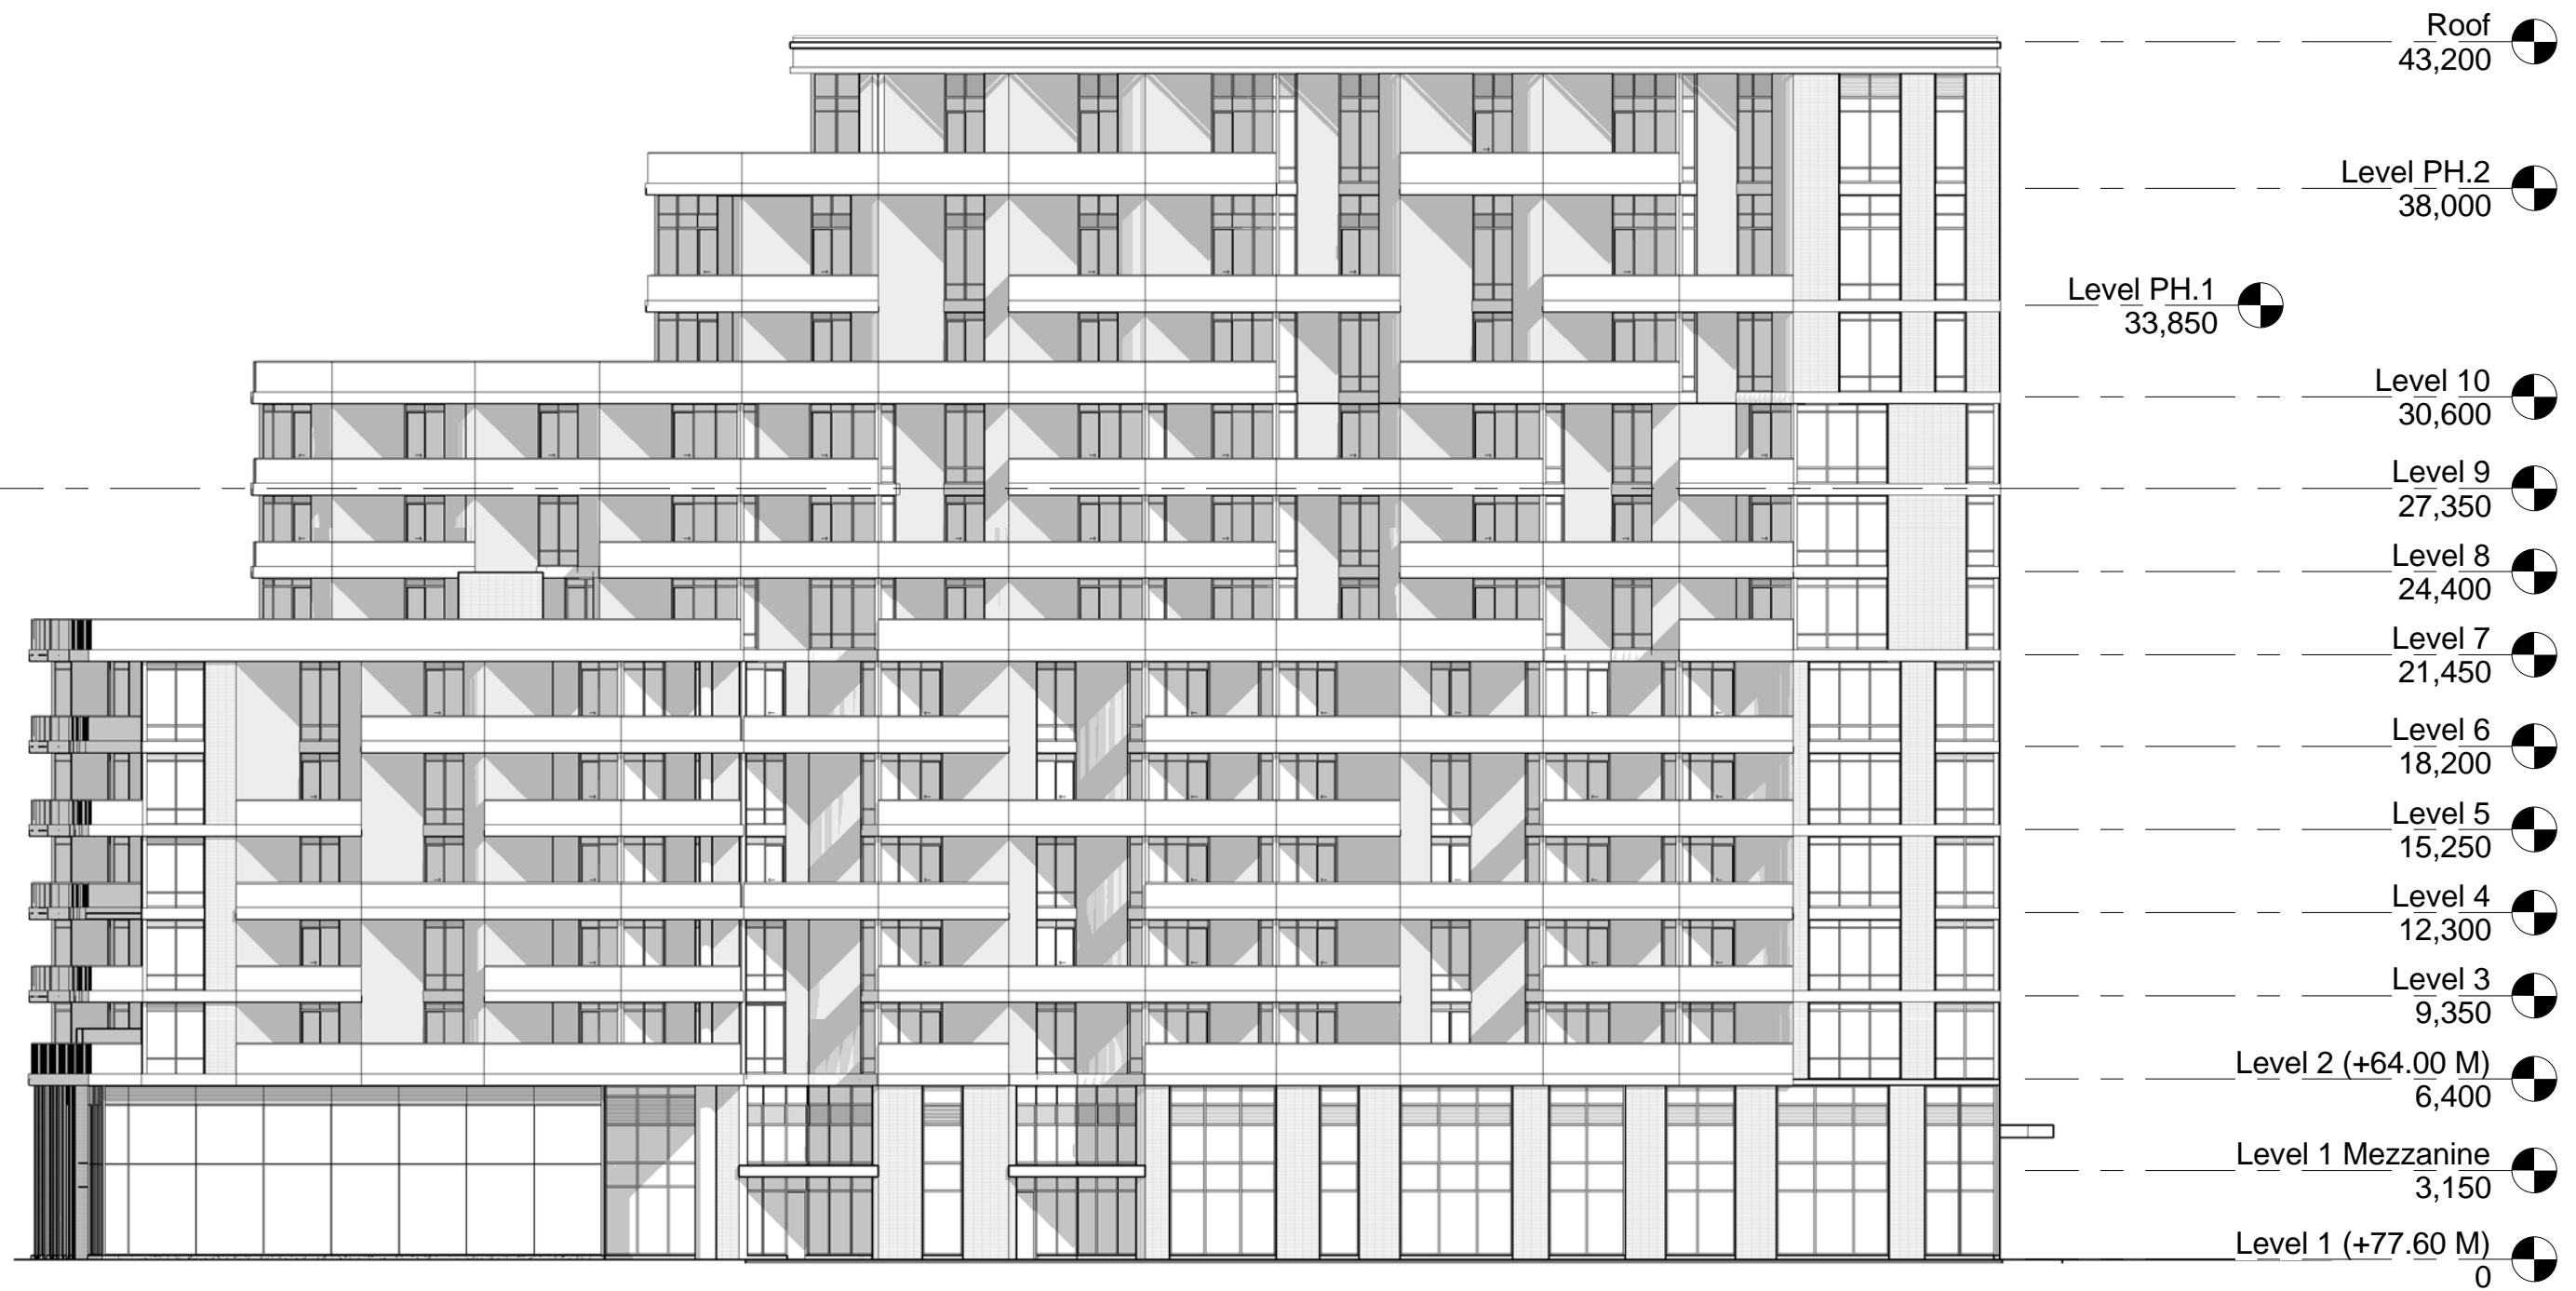 Roof
43,200
Level PH.2
38,000
Level PH.1
33,850
Level 10
30,600
Level 9
27,350
Level 8
24,400
Level 7
21,450
Level 6
18,200
Level 5
15,250
Level 4
12,300
Level 3
9,350
Level 2 (+64.00 M)
6,400
Level 1 Mezzanine
3,150
Level 1 (+77.60 M)
0